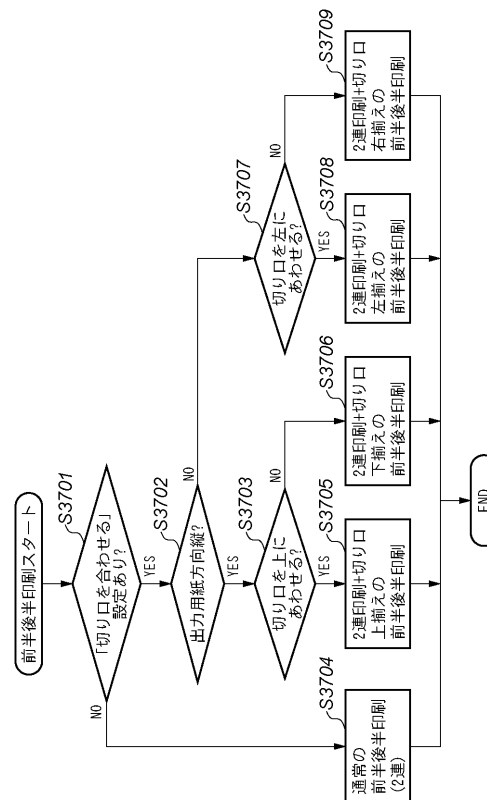 前半後半印刷スタート
S3701
「切り口を合わせる」
設定あり?
NO
YES
S3702
出力用紙方向縦?
NO
YES
S3703
切り口を上に
あわせる?
NO
YES
S3707
切り口を左に
あわせる?
NO
YES
S3704
通常の
前半後半印刷
(2連)
S3705
2連印刷+切り口
上揃えの
前半後半印刷
S3706
2連印刷+切り口
下揃えの
前半後半印刷
S3708
2連印刷+切り口
左揃えの
前半後半印刷
S3709
2連印刷+切り口
右揃えの
前半後半印刷
END